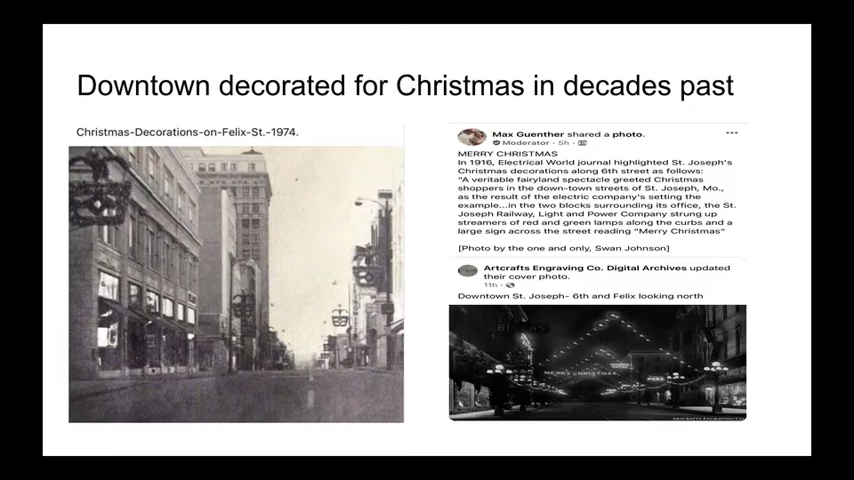 Downtown decorated for Christmas in decades past
Christmas-Decorations-on-Felix-St.-1974.
Max Guenther shared a photo.
Moderator · 5h ·
MERRY CHRISTMAS
In 1916, Electrical World journal highlighted St. Joseph's
Christmas decorations along 6th street as follows:
"A veritable fairyland spectacle greeted Christmas
shoppers in the down-town streets of St. Joseph, Mo.,
as the result of the electric company's setting the
example...in the two blocks surrounding its office, the St.
Joseph Railway, Light and Power Company strung up
streamers of red and green lamps along the curbs and a
large sign across the street reading "Merry Christmas"
[Photo by the one and only, Swan Johnson]
Artcrafts Engraving Co. Digital Archives updated
their cover photo.
11h ·
Downtown St. Joseph- 6th and Felix looking north
MERRY CHRISTMAS